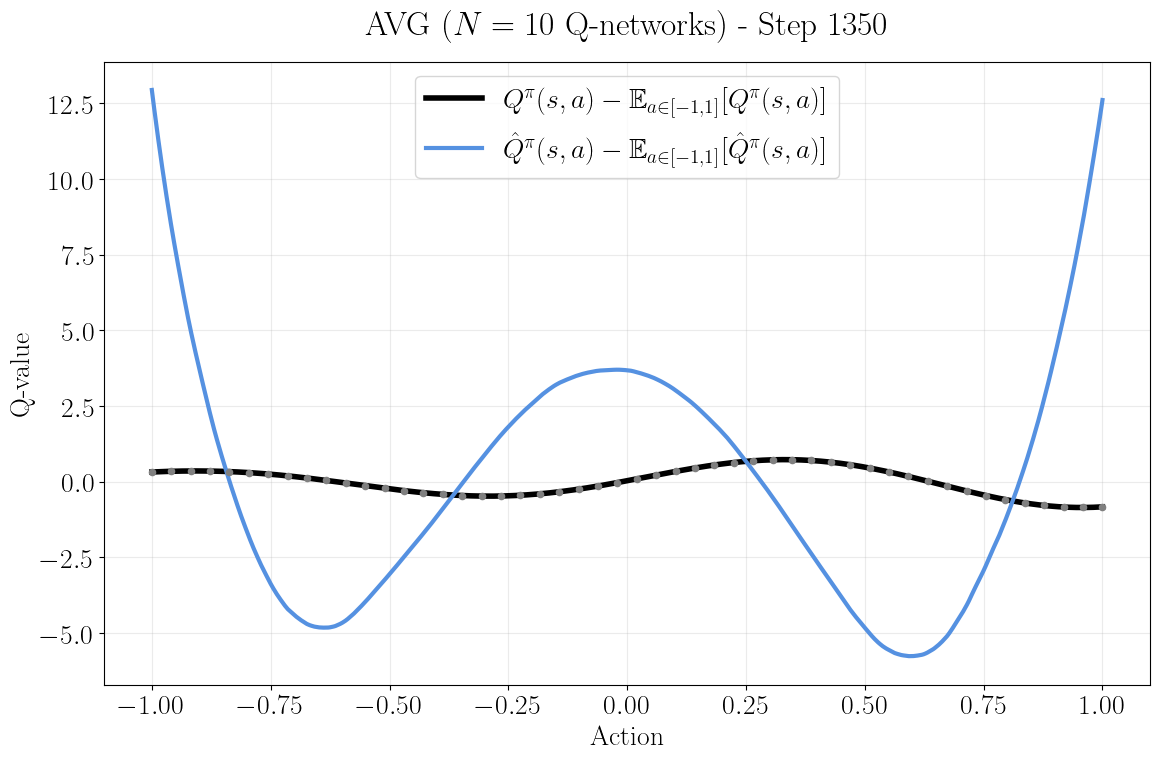 AVG (N = 10 Q-networks) - Step 1350
Q^π(s, a) − 𝔼_{a∈[−1,1]}[Q^π(s, a)]
Q̂^π(s, a) − 𝔼_{a∈[−1,1]}[Q̂^π(s, a)]
Q-value
12.5
10.0
7.5
5.0
2.5
0.0
−2.5
−5.0
−1.00 −0.75 −0.50 −0.25 0.00 0.25 0.50 0.75 1.00
Action